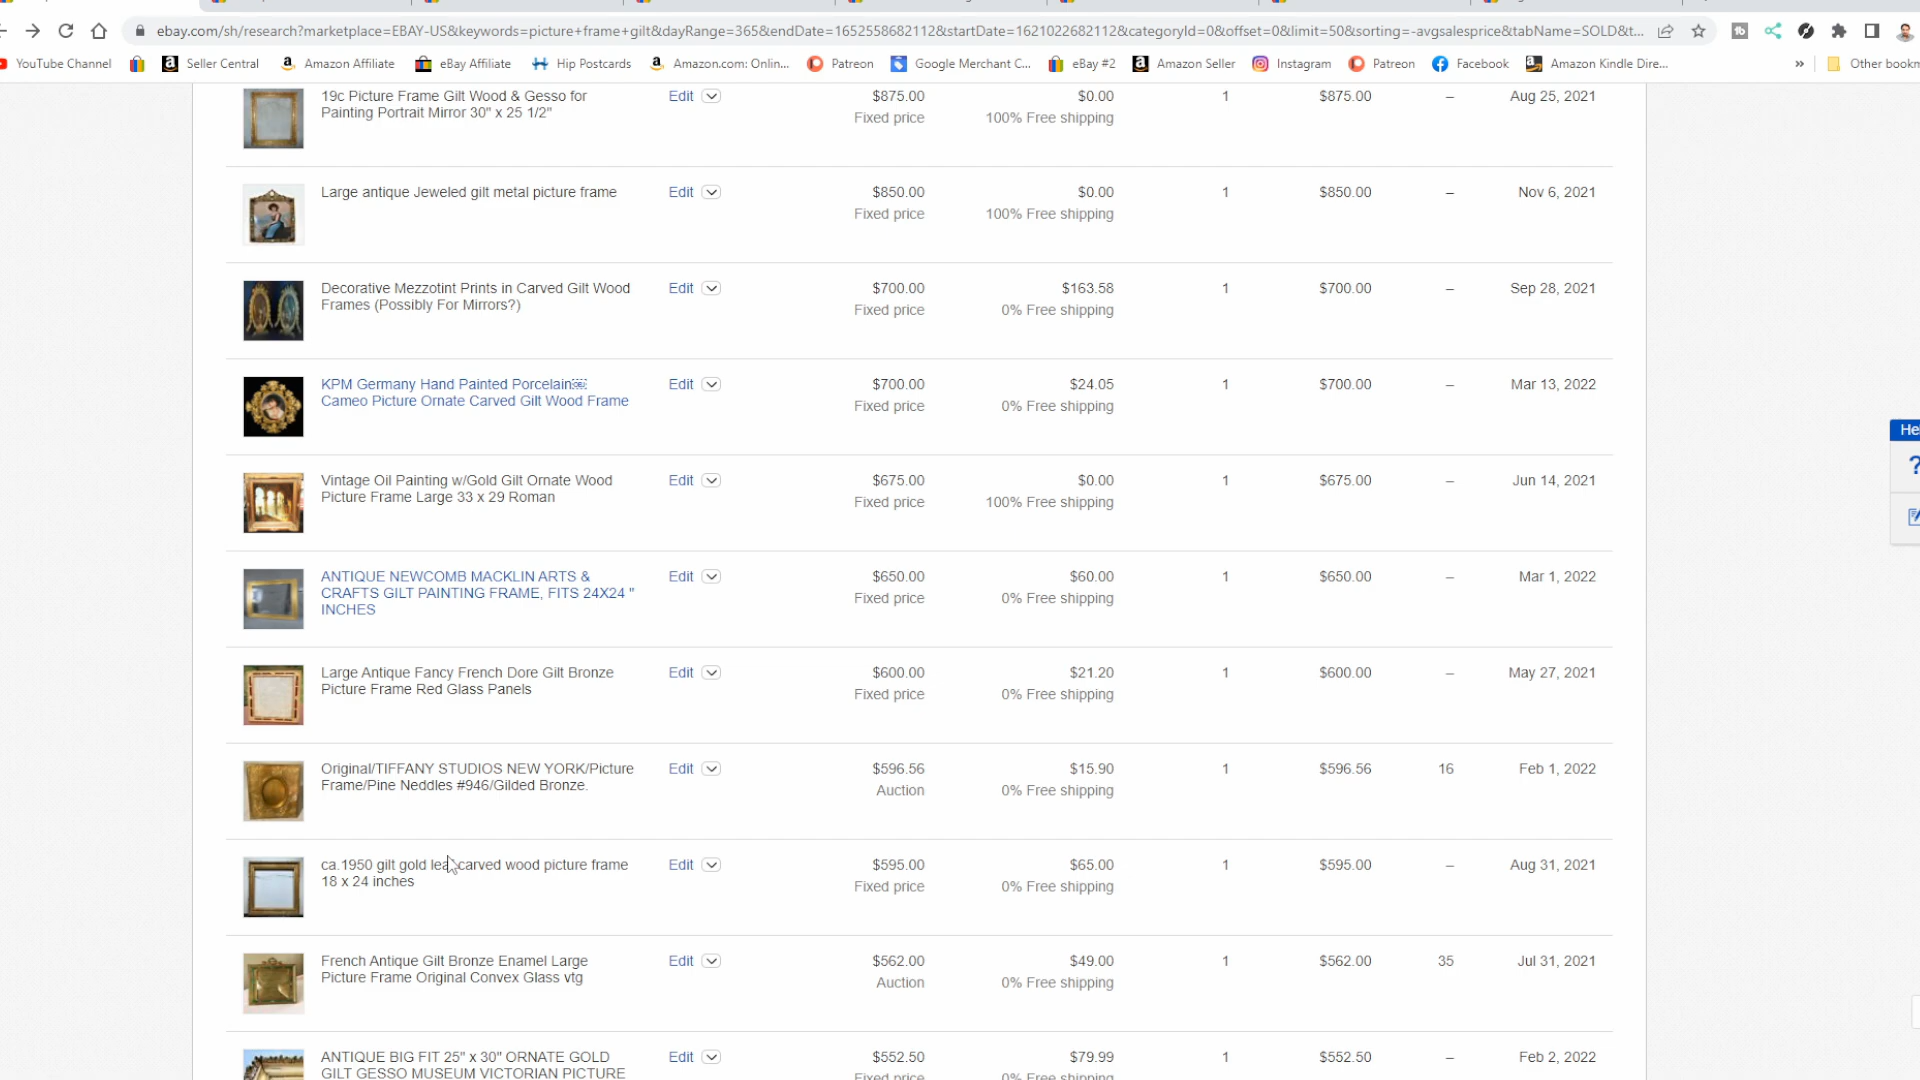 ebay.com/sh/research?marketplace=EBAY-US&keywords=picture+frame+gilt&dayRange=365&endDate=1652558682112&startDate=1621022682112&categoryId=0&offset=0&limit=50&sorting=-avgsalesprice&tabName=SOLD&t...
YouTube Channel Seller Central Amazon Affiliate eBay Affiliate Hip Postcards Amazon.com: Onlin... Patreon Google Merchant C... eBay #2 Amazon Seller Instagram Patreon Facebook Amazon Kindle Dire... » Other bookm
19c Picture Frame Gilt Wood & Gesso for Edit $875.00 $0.00 1 $875.00 – Aug 25, 2021
Painting Portrait Mirror 30" x 25 1/2" Fixed price 100% Free shipping
Large antique Jeweled gilt metal picture frame Edit $850.00 $0.00 1 $850.00 – Nov 6, 2021
Fixed price 100% Free shipping
Decorative Mezzotint Prints in Carved Gilt Wood Edit $700.00 $163.58 1 $700.00 – Sep 28, 2021
Frames (Possibly For Mirrors?) Fixed price 0% Free shipping
KPM Germany Hand Painted Porcelain￼ Edit $700.00 $24.05 1 $700.00 – Mar 13, 2022
Cameo Picture Ornate Carved Gilt Wood Frame Fixed price 0% Free shipping
Vintage Oil Painting w/Gold Gilt Ornate Wood Edit $675.00 $0.00 1 $675.00 – Jun 14, 2021
Picture Frame Large 33 x 29 Roman Fixed price 100% Free shipping
ANTIQUE NEWCOMB MACKLIN ARTS & Edit $650.00 $60.00 1 $650.00 – Mar 1, 2022
CRAFTS GILT PAINTING FRAME, FITS 24X24 " Fixed price 0% Free shipping
INCHES
Large Antique Fancy French Dore Gilt Bronze Edit $600.00 $21.20 1 $600.00 – May 27, 2021
Picture Frame Red Glass Panels Fixed price 0% Free shipping
Original/TIFFANY STUDIOS NEW YORK/Picture Edit $596.56 $15.90 1 $596.56 16 Feb 1, 2022
Frame/Pine Neddles #946/Gilded Bronze. Auction 0% Free shipping
ca.1950 gilt gold leaf carved wood picture frame Edit $595.00 $65.00 1 $595.00 – Aug 31, 2021
18 x 24 inches Fixed price 0% Free shipping
French Antique Gilt Bronze Enamel Large Edit $562.00 $49.00 1 $562.00 35 Jul 31, 2021
Picture Frame Original Convex Glass vtg Auction 0% Free shipping
ANTIQUE BIG FIT 25" x 30" ORNATE GOLD Edit $552.50 $79.99 1 $552.50 – Feb 2, 2022
GILT GESSO MUSEUM VICTORIAN PICTURE Fixed price 0% Free shipping
Hel
?